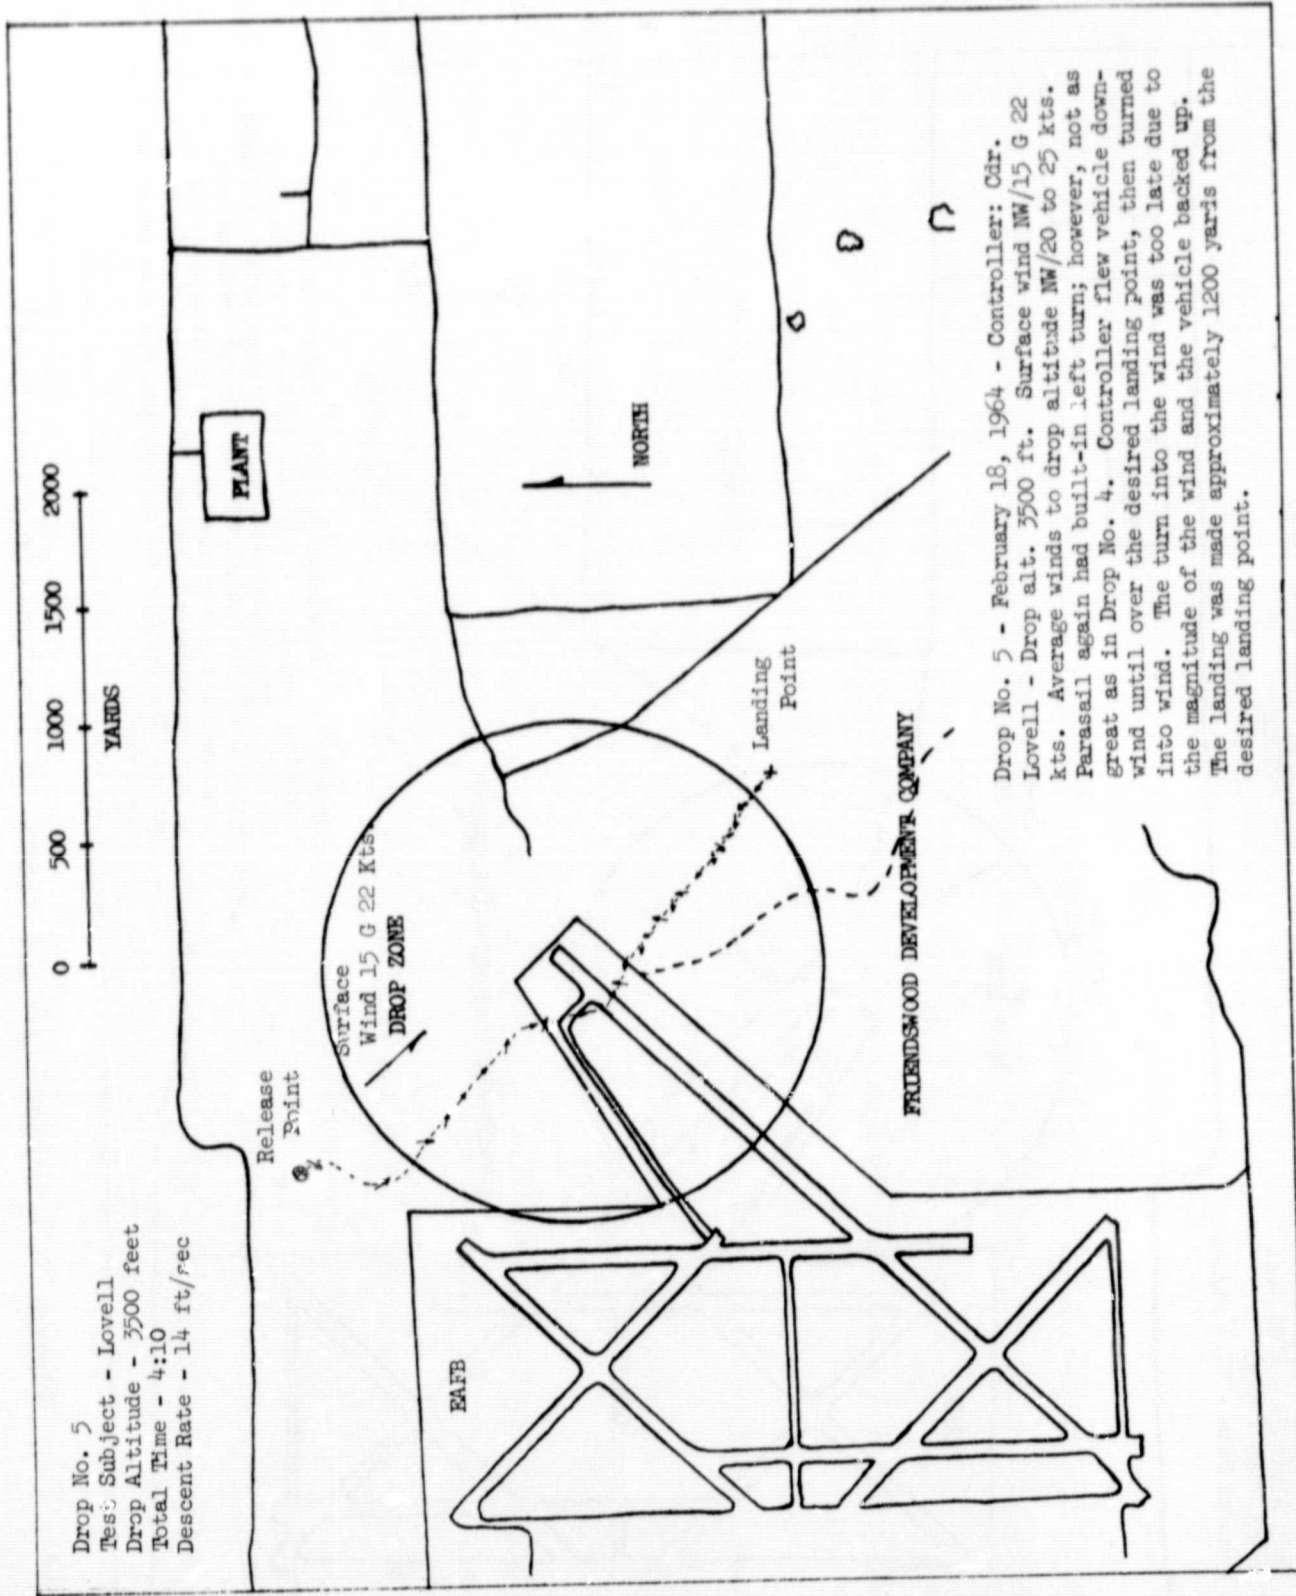 Drop No. 5
Test Subject - Lovell
Drop Altitude - 3500 feet
Total Time - 4:10
Descent Rate - 14 ft/sec
0 500 1000 1500 2000
YARDS
PLANT
Release
Point
Surface
Wind 15 G 22 Kts.
DROP ZONE
NORTH
EAFB
Landing
Point
FRIENDSWOOD DEVELOPMENT COMPANY
Drop No. 5 - February 18, 1964 - Controller: Cdr.
Lovell - Drop alt. 3500 ft. Surface wind NW/15 G 22
kts. Average winds to drop altitude NW/20 to 25 kts.
Parasail again had built-in left turn; however, not as
great as in Drop No. 4. Controller flew vehicle down-
wind until over the desired landing point, then turned
into wind. The turn into the wind was too late due to
the magnitude of the wind and the vehicle backed up.
The landing was made approximately 1200 yards from the
desired landing point.